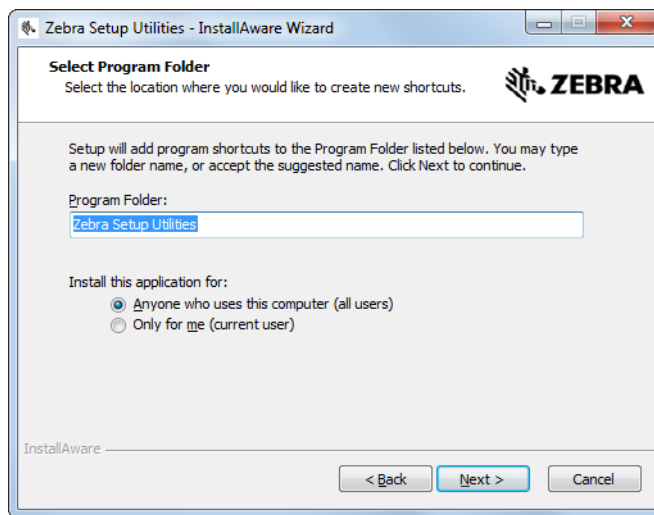 Zebra Setup Utilities - InstallAware Wizard
Select Program Folder
Select the location where you would like to create new shortcuts.
ZEBRA
Setup will add program shortcuts to the Program Folder listed below. You may type
a new folder name, or accept the suggested name. Click Next to continue.
Program Folder:
Zebra Setup Utilities
Install this application for:
Anyone who uses this computer (all users)
Only for me (current user)
InstallAware
< Back
Next >
Cancel